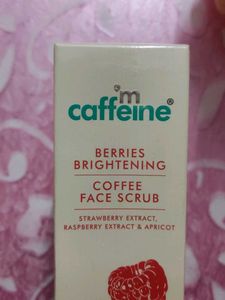 'm
caffeine®
BERRIES
BRIGHTENING
COFFEE
FACE SCRUB
STRAWBERRY EXTRACT,
RASPBERRY EXTRACT & APRICOT